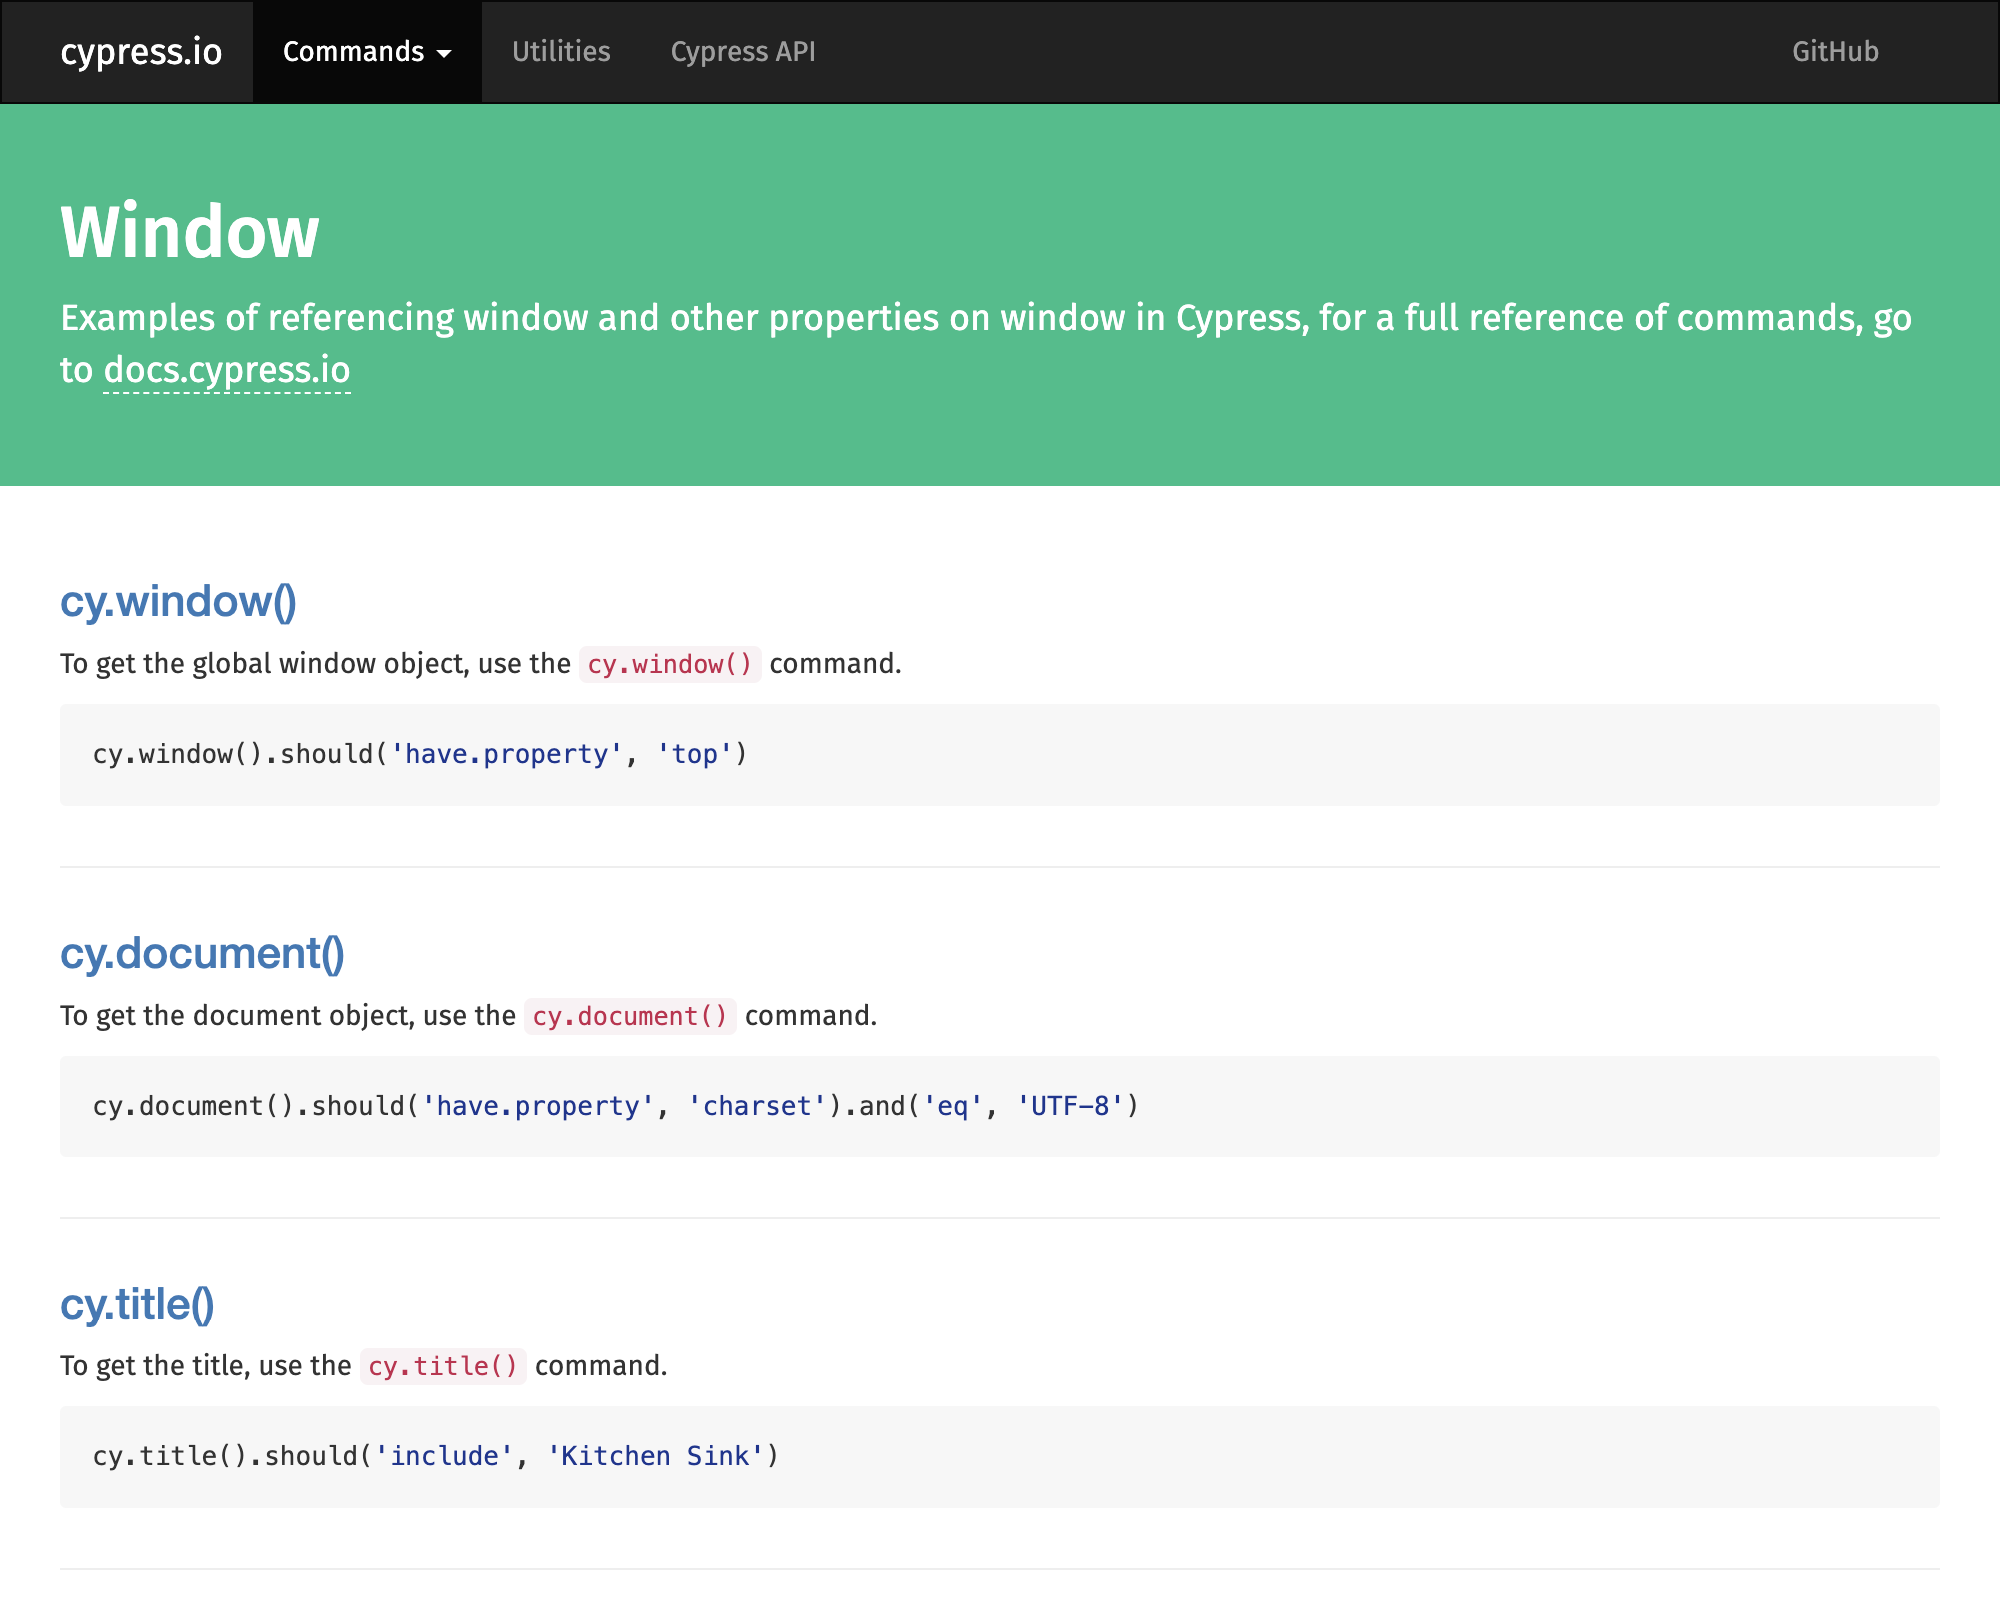 cypress.io
Commands
Utilities
Cypress API
GitHub
Window
Examples of referencing window and other properties on window in Cypress, for a full reference of commands, go
to docs.cypress.io
cy.window()
To get the global window object, use the cy.window() command.
cy.window().should('have.property', 'top')
cy.document()
To get the document object, use the cy.document() command.
cy.document().should('have.property', 'charset').and('eq', 'UTF-8')
cy.title()
To get the title, use the cy.title() command.
cy.title().should('include', 'Kitchen Sink')